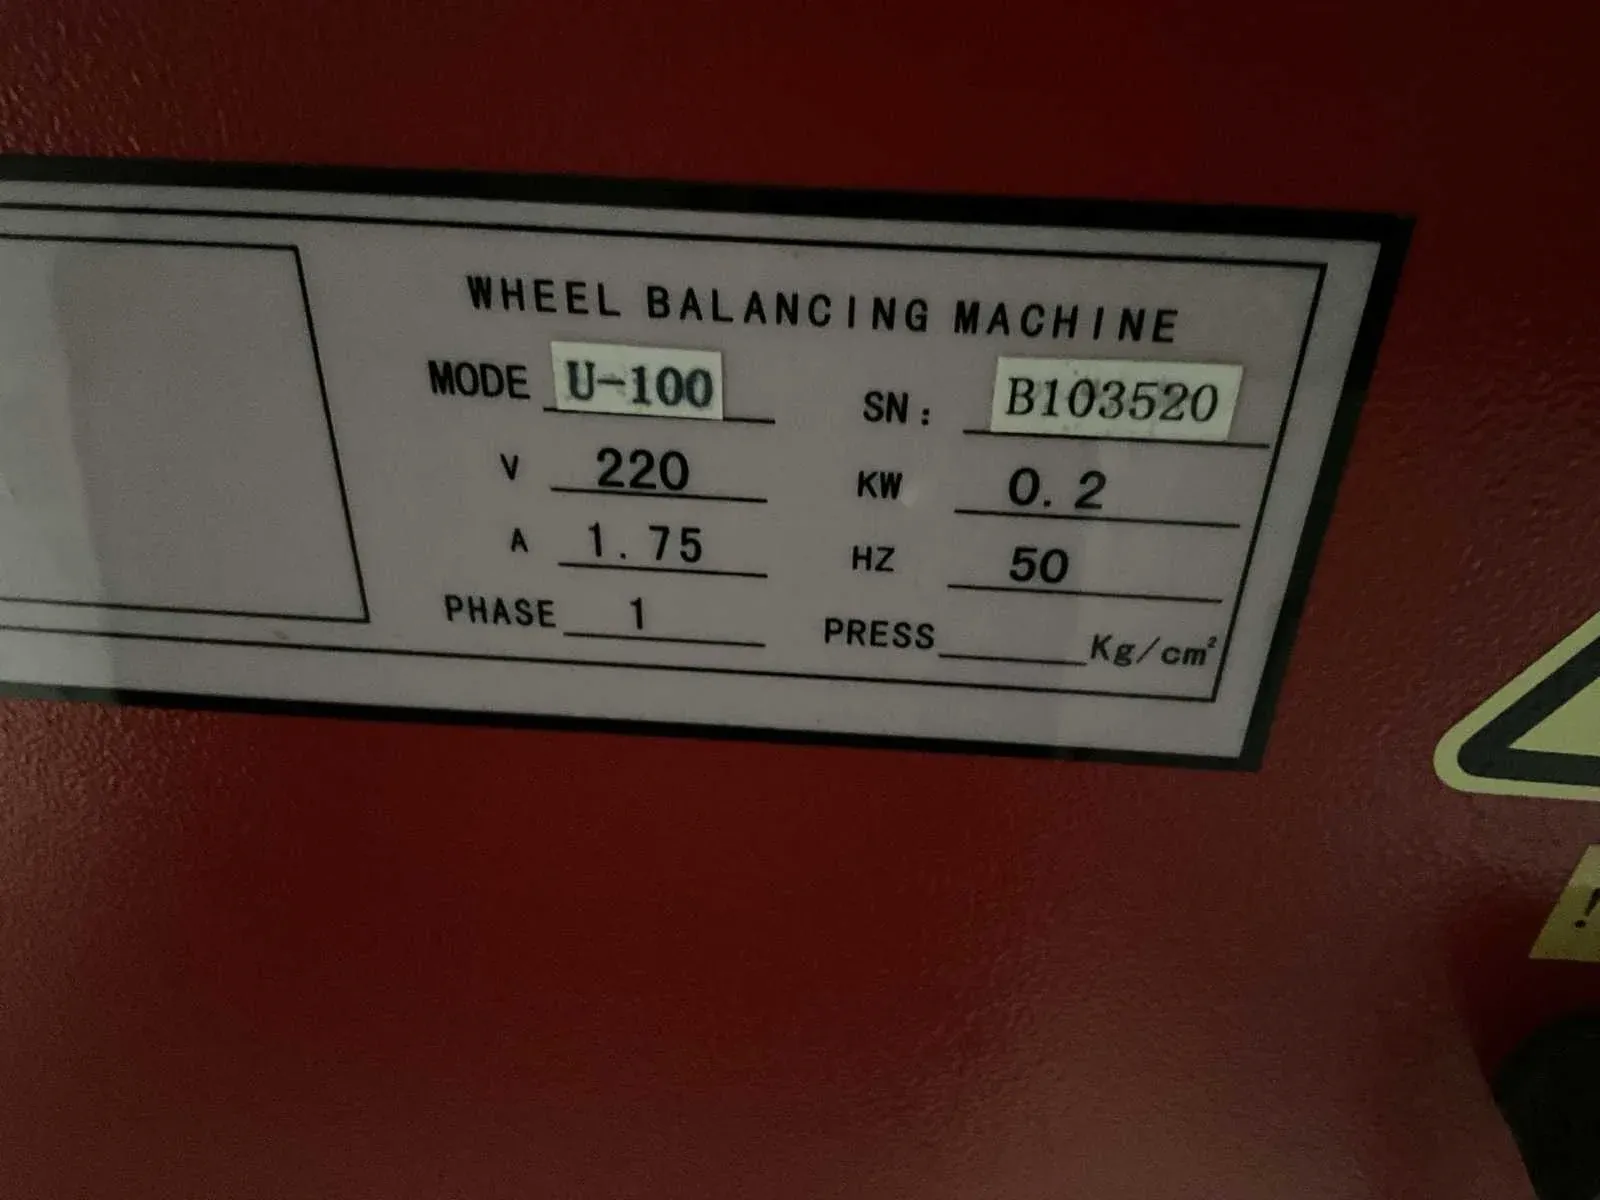 WHEEL BALANCING MACHINE
MODE U-100 SN: B103520
V 220 KW 0.2
A 1.75 HZ 50
PHASE 1 PRESS Kg/cm²
!